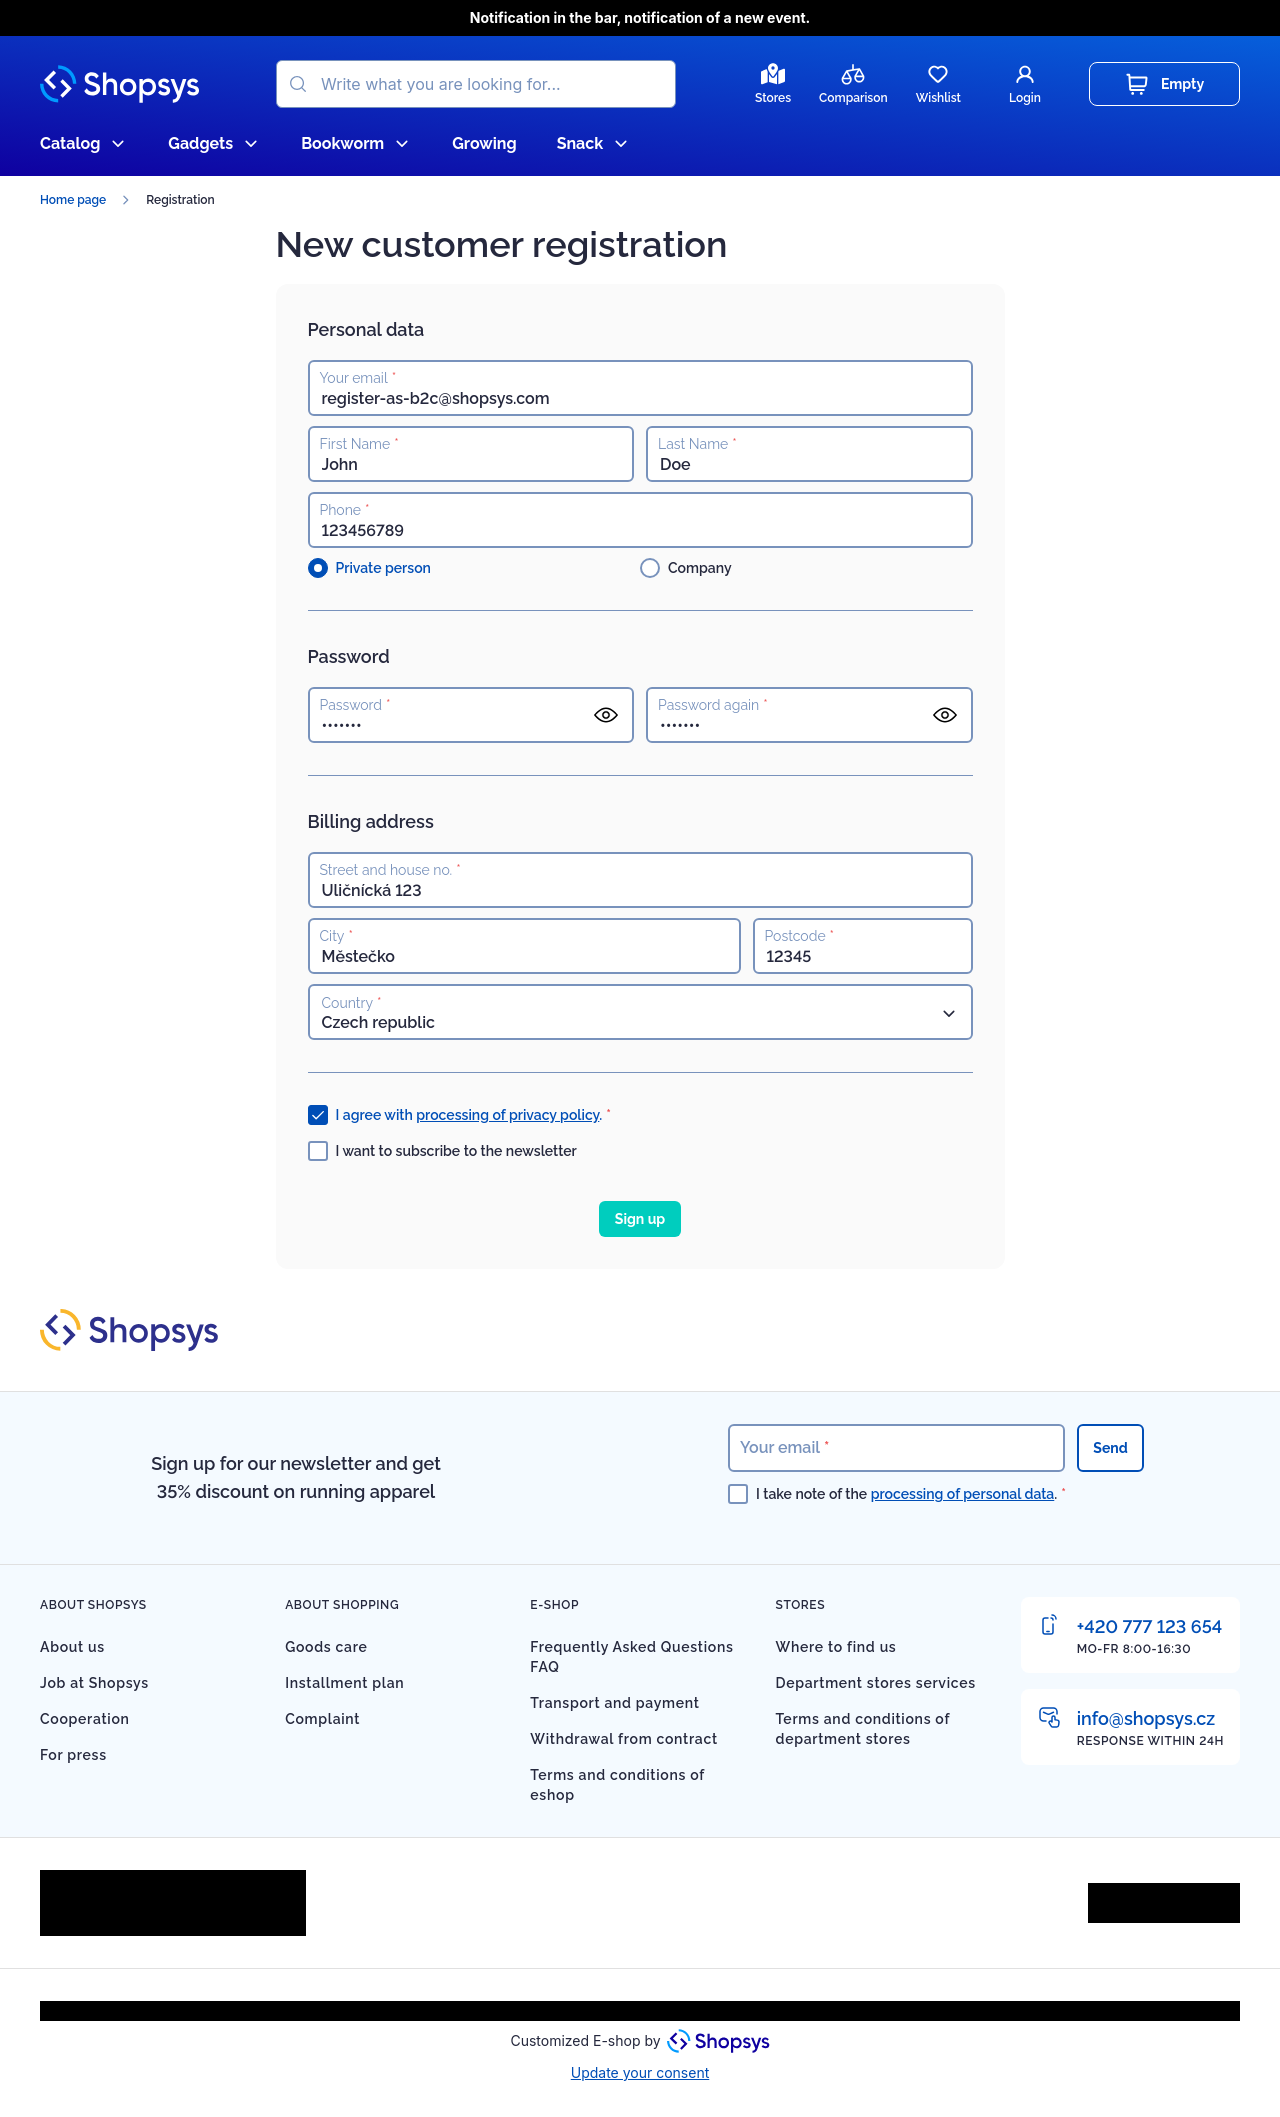 Notification in the bar, notification of a new event.
Shopsys
Write what you are looking for...
Stores
Comparison
Wishlist
Login
Empty
Catalog
Gadgets
Bookworm
Growing
Snack
Home page
Registration
New customer registration
Personal data
Your email *
register-as-b2c@shopsys.com
First Name *
John
Last Name *
Doe
Phone *
123456789
Private person
Company
Password
Password *
•••••••
Password again *
•••••••
Billing address
Street and house no. *
Uličnícká 123
City *
Městečko
Postcode *
12345
Country *
Czech republic
I agree with processing of privacy policy. *
I want to subscribe to the newsletter
Sign up
Shopsys
Sign up for our newsletter and get
35% discount on running apparel
Your email *
Send
I take note of the processing of personal data. *
ABOUT SHOPSYS
About us
Job at Shopsys
Cooperation
For press
ABOUT SHOPPING
Goods care
Installment plan
Complaint
E-SHOP
Frequently Asked Questions
FAQ
Transport and payment
Withdrawal from contract
Terms and conditions of
eshop
STORES
Where to find us
Department stores services
Terms and conditions of
department stores
+420 777 123 654
MO-FR 8:00-16:30
info@shopsys.cz
RESPONSE WITHIN 24H
Customized E-shop by Shopsys
Update your consent